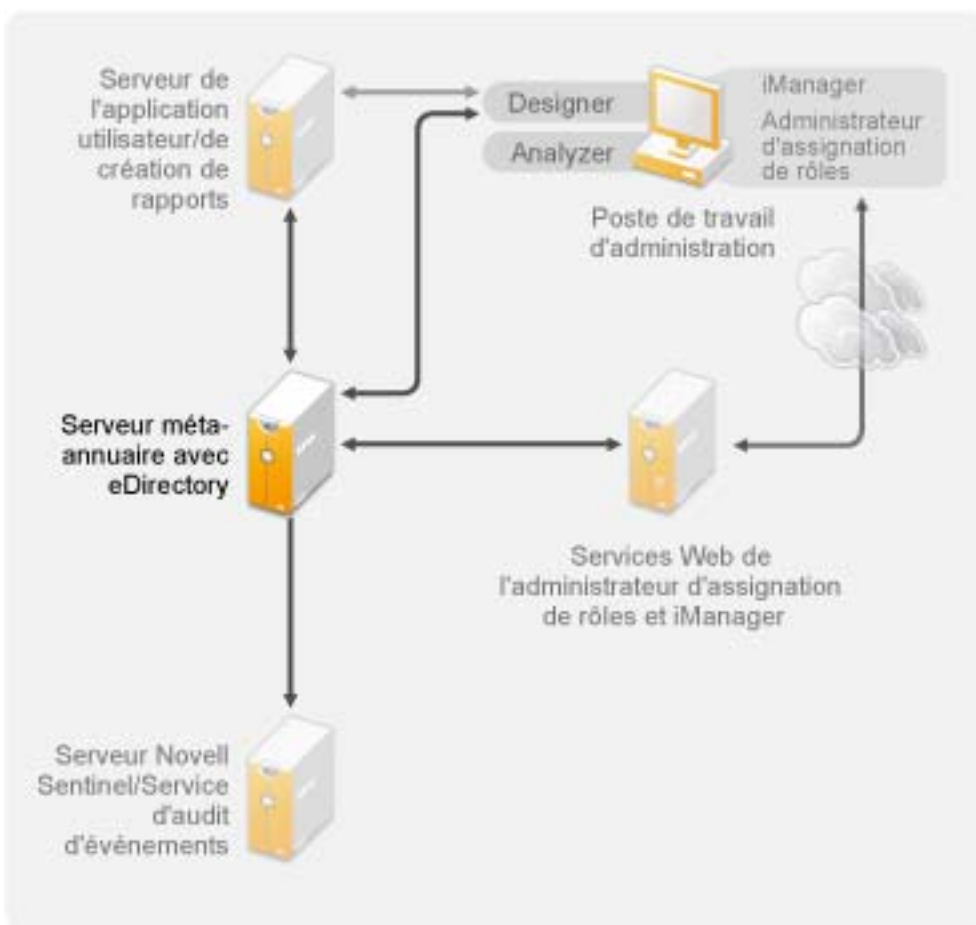 Serveur de
l'application
utilisateur/de
création de
rapports
Designer
Analyzer
iManager
Administrateur
d'assignation
de rôles
Poste de travail
d'administration
Serveur méta-
annuaire avec
eDirectory
Services Web de
l'administrateur d'assignation
de rôles et iManager
Serveur Novell
Sentinel/Service
d'audit
d'évènements